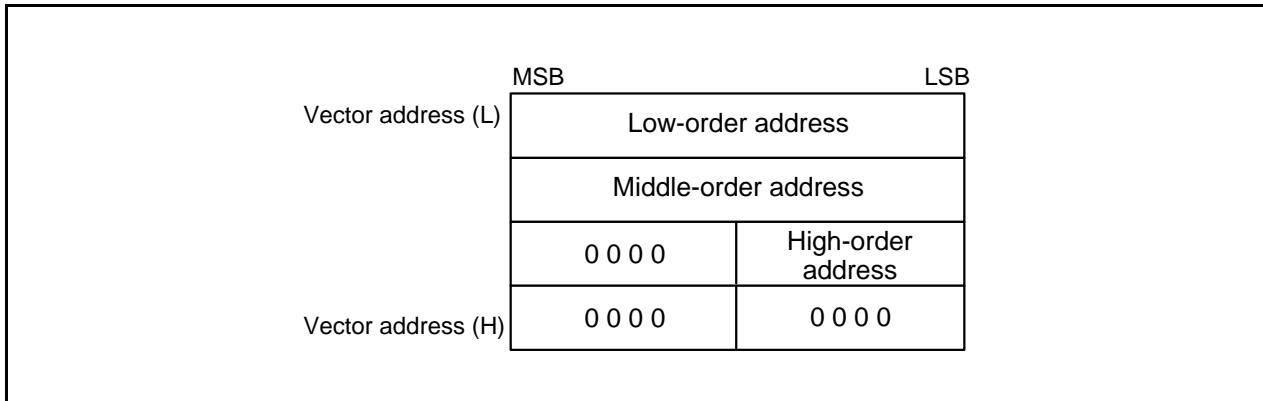 MSB LSB
Vector address (L) Low-order address
Middle-order address
0 0 0 0 High-order
address
Vector address (H) 0 0 0 0 0 0 0 0